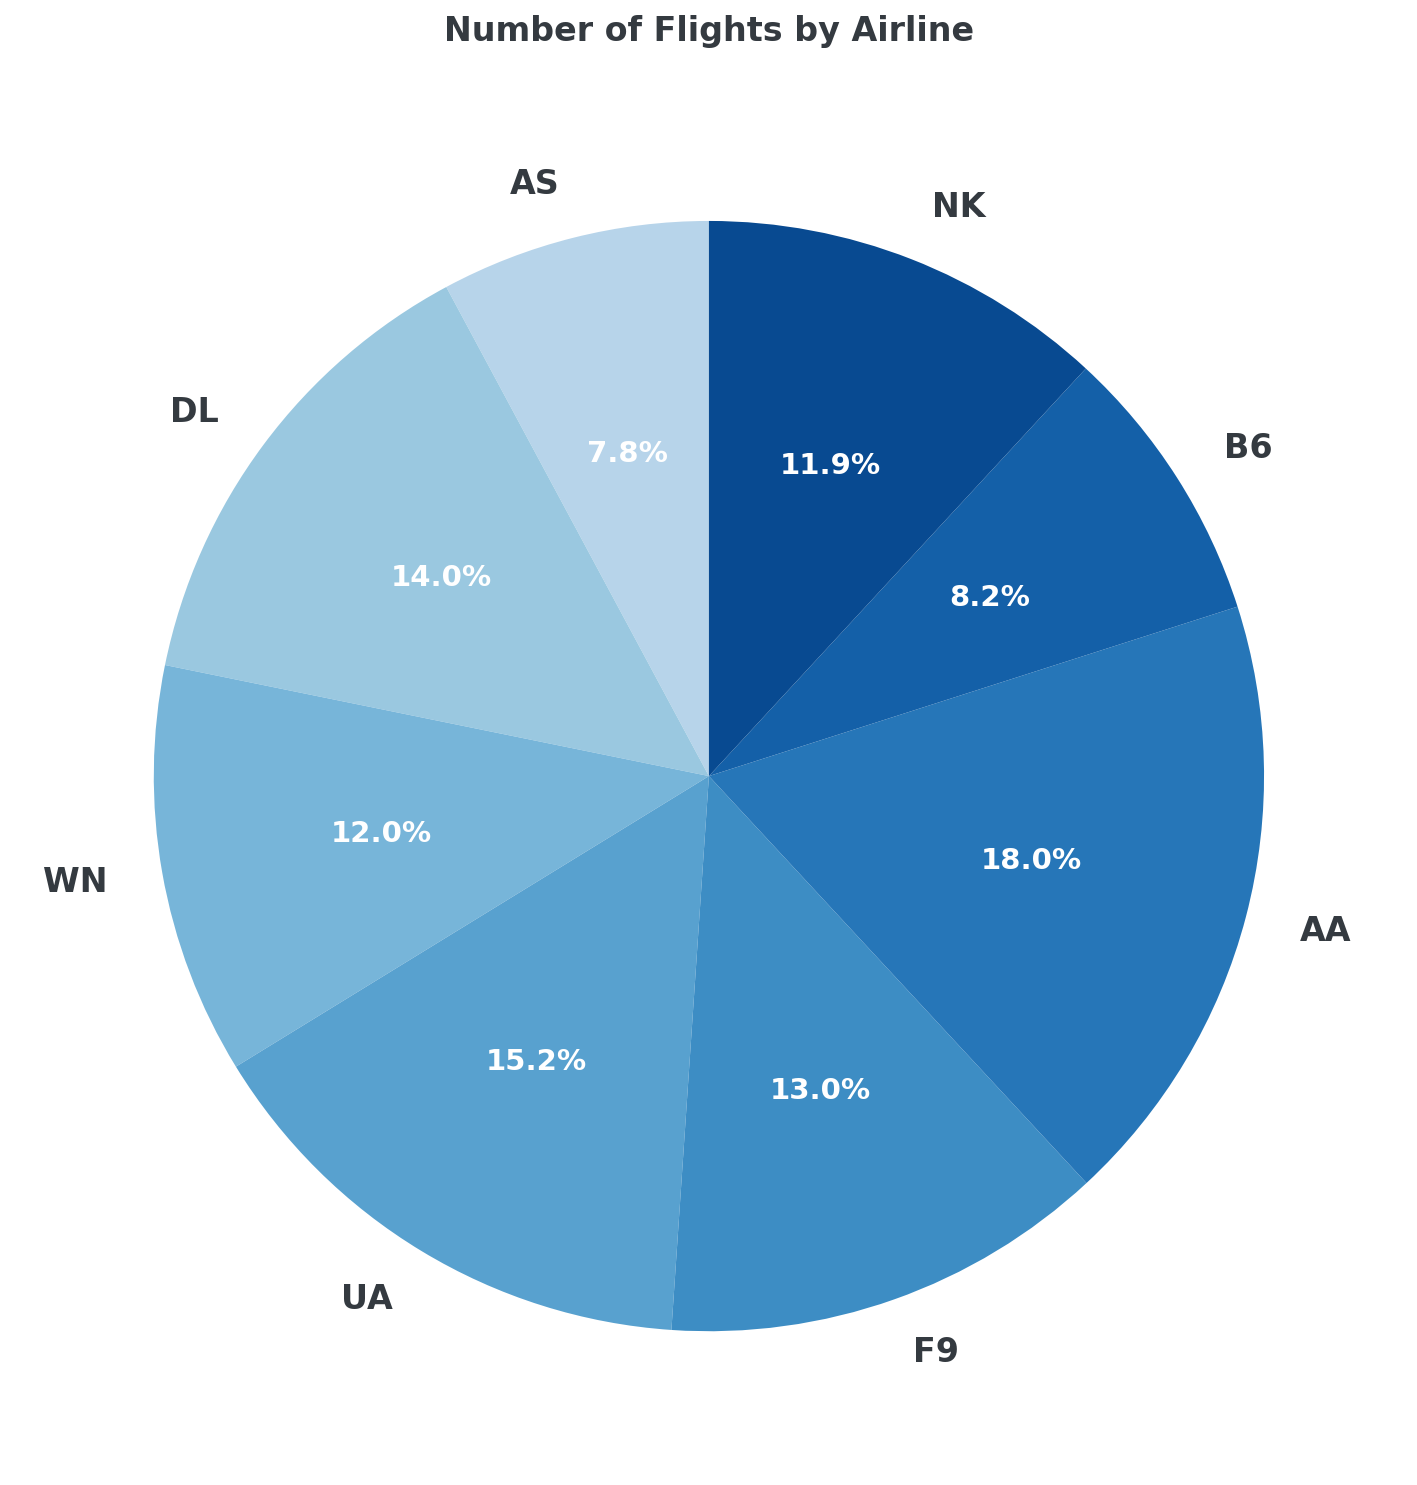 Number of Flights by Airline
AS
NK
DL
B6
7.8%
11.9%
14.0%
8.2%
12.0%
18.0%
WN
AA
15.2%
13.0%
UA
F9